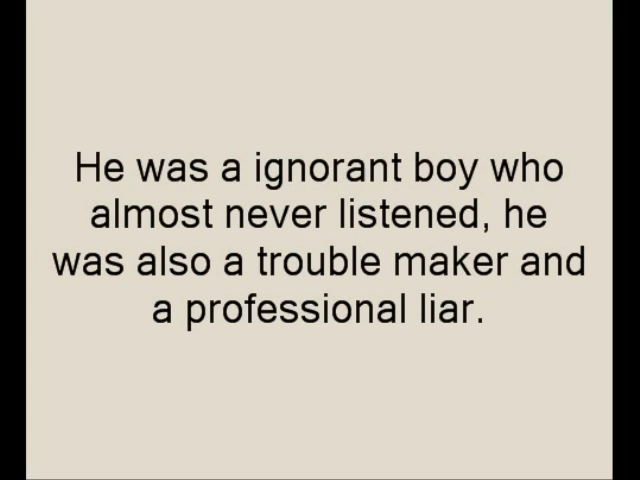 He was a ignorant boy who
almost never listened, he
was also a trouble maker and
a professional liar.